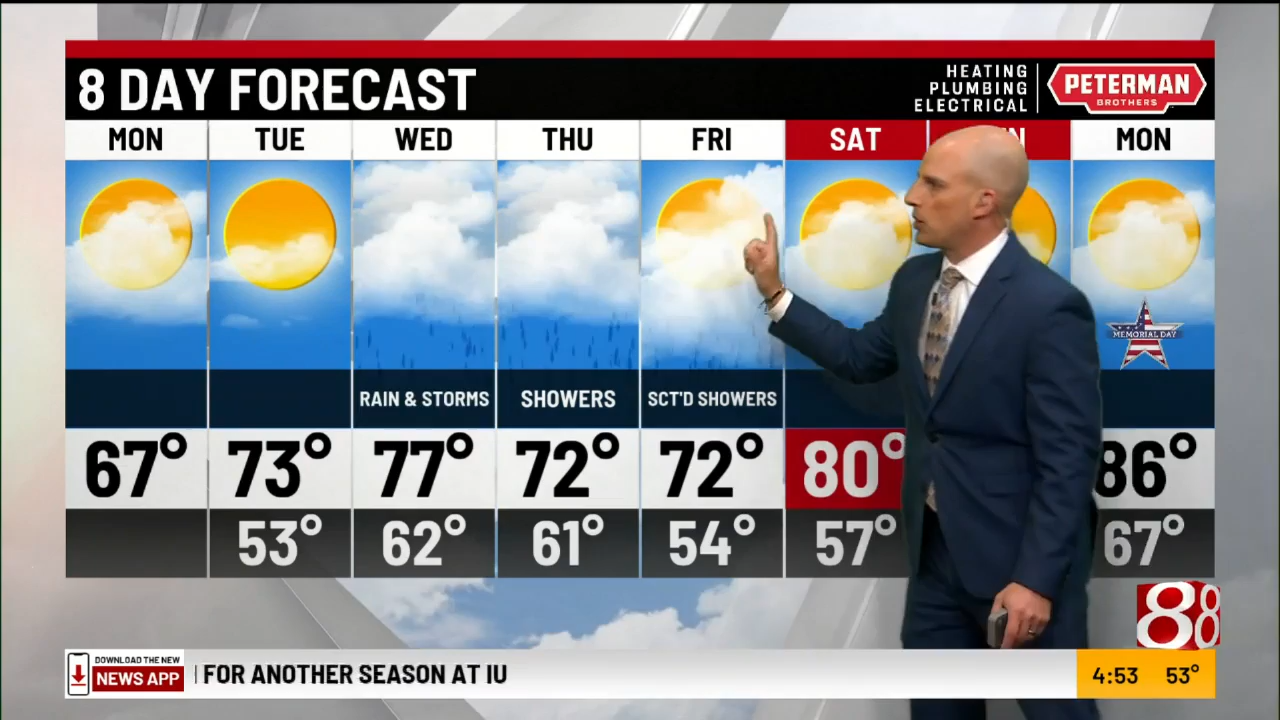 8 DAY FORECAST
HEATING
PLUMBING
ELECTRICAL
PETERMAN
BROTHERS
MON TUE WED THU FRI SAT MON
MEMORIAL DAY
RAIN & STORMS SHOWERS SCT'D SHOWERS
67° 73° 77° 72° 72° 80° 86°
53° 62° 61° 54° 57° 67°
88
DOWNLOAD THE NEW
NEWS APP
FOR ANOTHER SEASON AT IU
4:53 53°